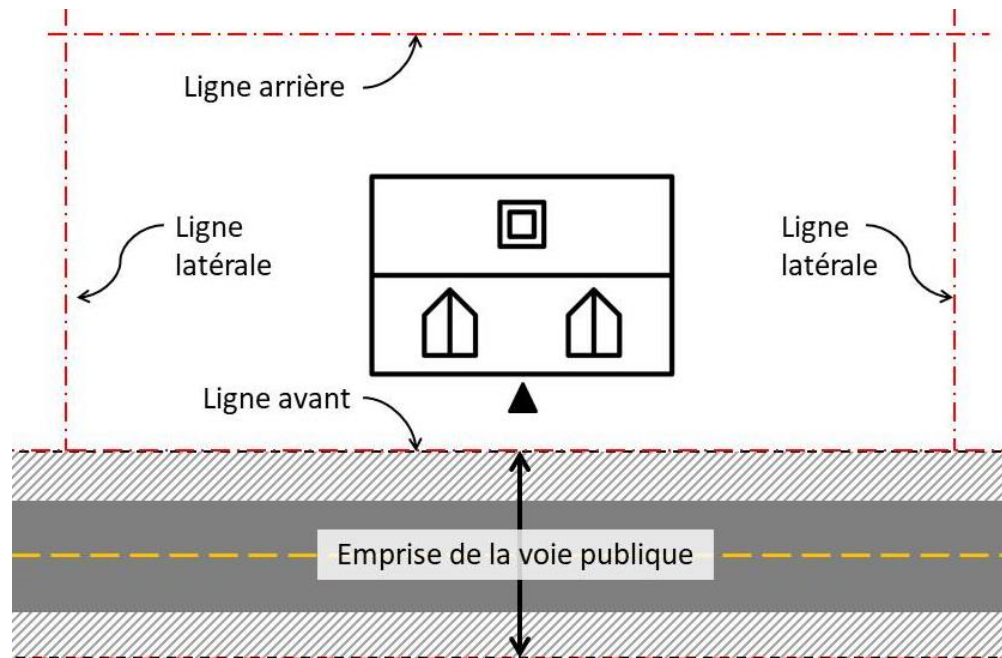 Ligne arrière
Ligne
latérale
Ligne
latérale
Ligne avant
Emprise de la voie publique